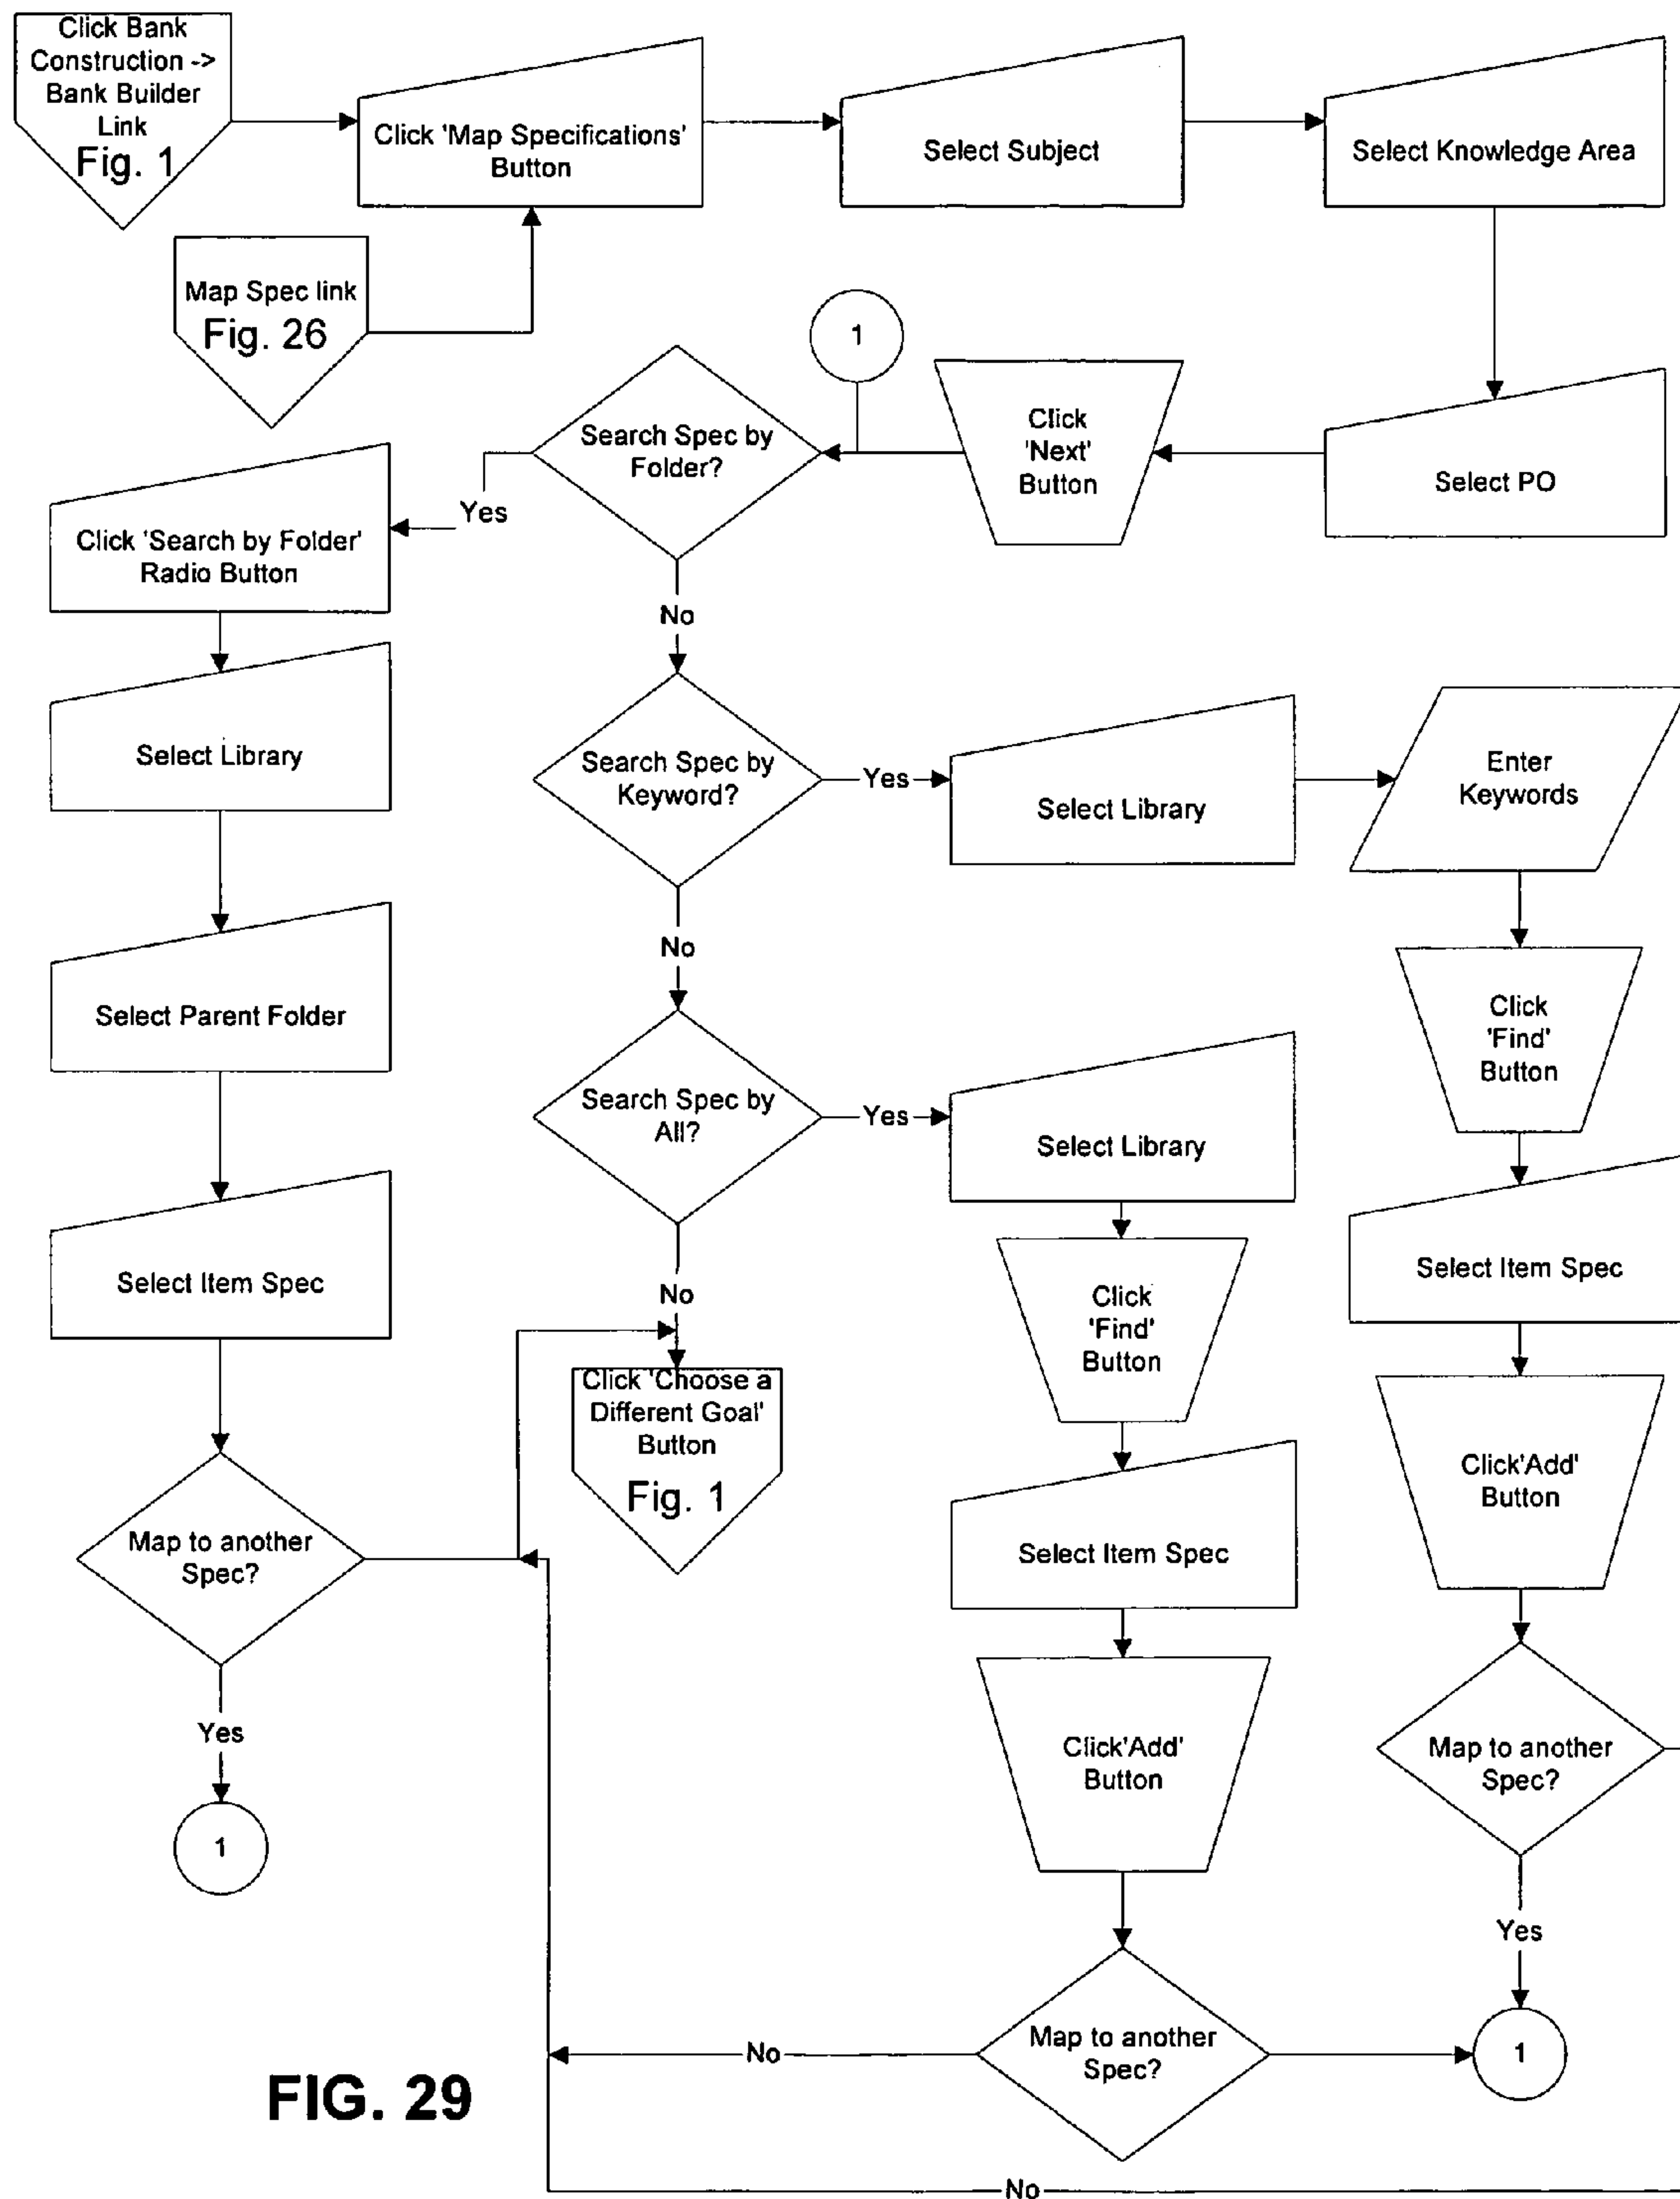 Click Bank
Construction ->
Bank Builder
Link
Fig. 1
Click 'Map Specifications'
Button
Select Subject
Select Knowledge Area
Map Spec link
Fig. 26
1
Search Spec by
Folder?
Click
'Next'
Button
Select PO
Yes
Click 'Search by Folder'
Radio Button
No
Select Library
Search Spec by
Keyword?
Yes
Select Library
Enter
Keywords
No
Select Parent Folder
Click
'Find'
Button
Search Spec by
All?
Yes
Select Library
Select Item Spec
No
Click
'Find'
Button
Select Item Spec
Click 'Choose a
Different Goal'
Button
Fig. 1
Click'Add'
Button
Map to another
Spec?
Select Item Spec
Yes
Click'Add'
Button
Map to another
Spec?
1
Yes
No
Map to another
Spec?
1
FIG. 29
No